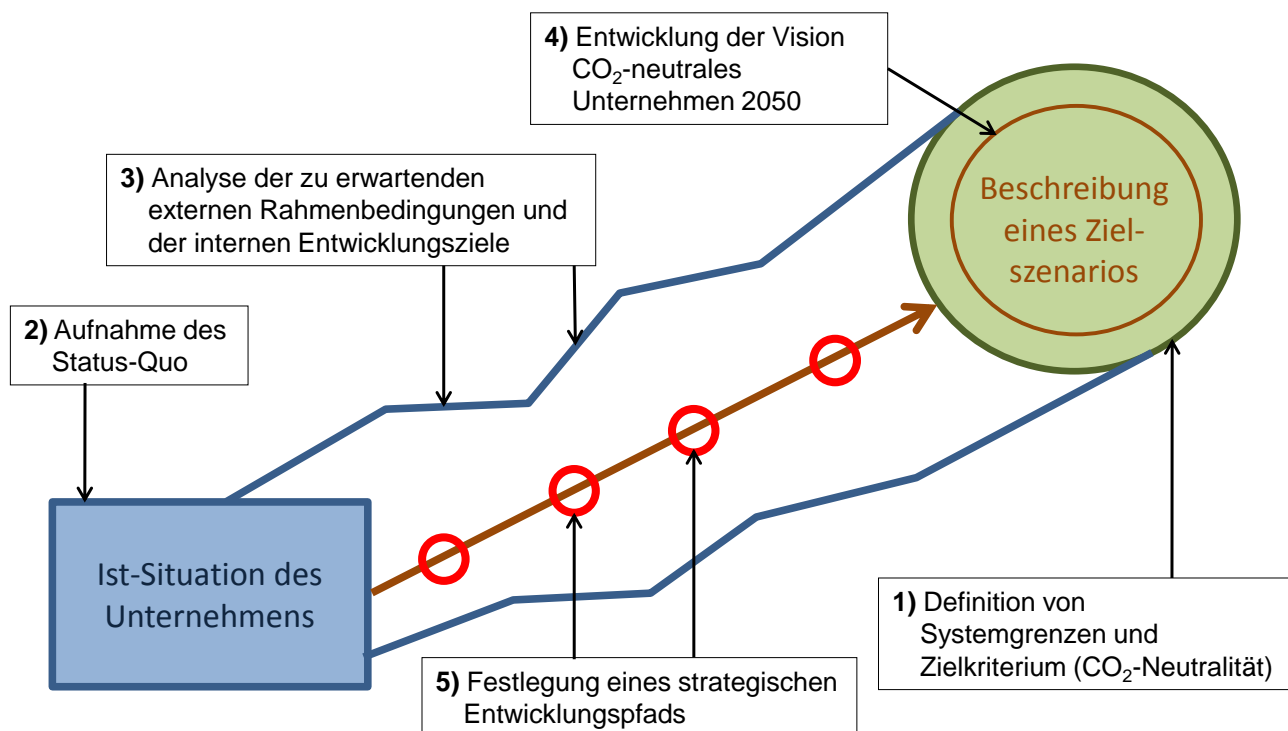 4) Entwicklung der Vision
CO₂-neutrales
Unternehmen 2050
3) Analyse der zu erwartenden
externen Rahmenbedingungen und
der internen Entwicklungsziele
Beschreibung
eines Ziel-
szenarios
2) Aufnahme des
Status-Quo
Ist-Situation des
Unternehmens
1) Definition von
Systemgrenzen und
Zielkriterium (CO₂-Neutralität)
5) Festlegung eines strategischen
Entwicklungspfads